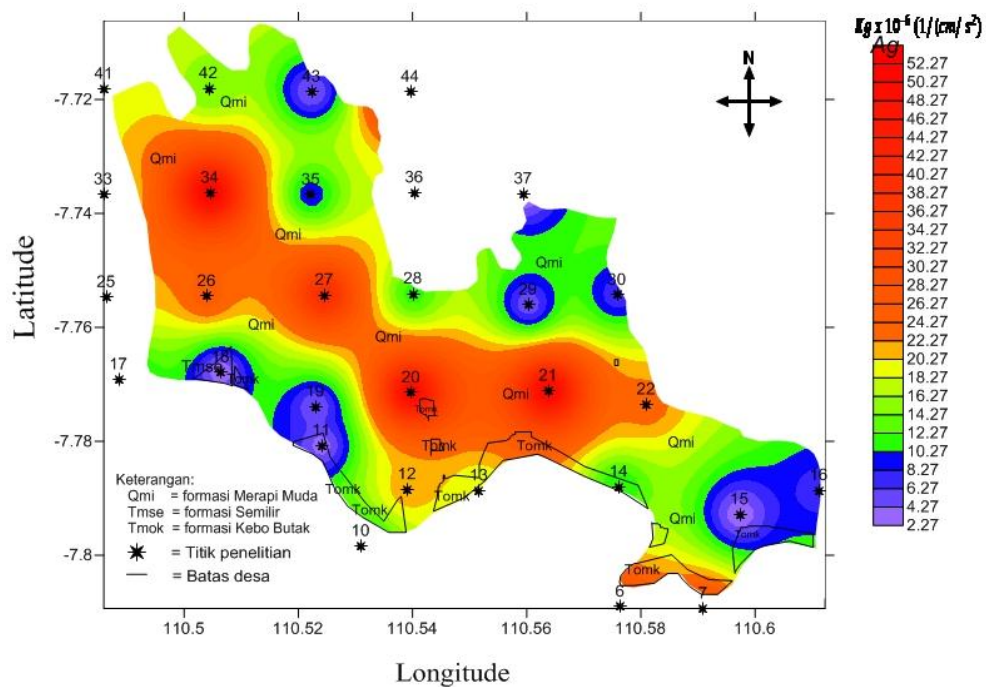 Kg x 10⁻⁶ (1/(cm/s²)
Ag
N
41
42
43
44
Qmi
-7.72
Qmi
33
34
35
36
37
-7.74
Qmi
Qmi
25
26
27
28
29
30
-7.76
Qmi
Qmi
17
18
Tmse
Tomk
19
20
21
22
Qmi
Tomk
11
-7.78
Tomk
Tomk
Qmi
12
13
14
Tomk
Tomk
Tomk
10
15
16
Qmi
Tomk
-7.8
Tomk
6
7
Keterangan:
Qmi = formasi Merapi Muda
Tmse = formasi Semilir
Tmok = formasi Kebo Butak
= Titik penelitian
= Batas desa
110.5
110.52
110.54
110.56
110.58
110.6
Latitude
Longitude
52.27
50.27
48.27
46.27
44.27
42.27
40.27
38.27
36.27
34.27
32.27
30.27
28.27
26.27
24.27
22.27
20.27
18.27
16.27
14.27
12.27
10.27
8.27
6.27
4.27
2.27